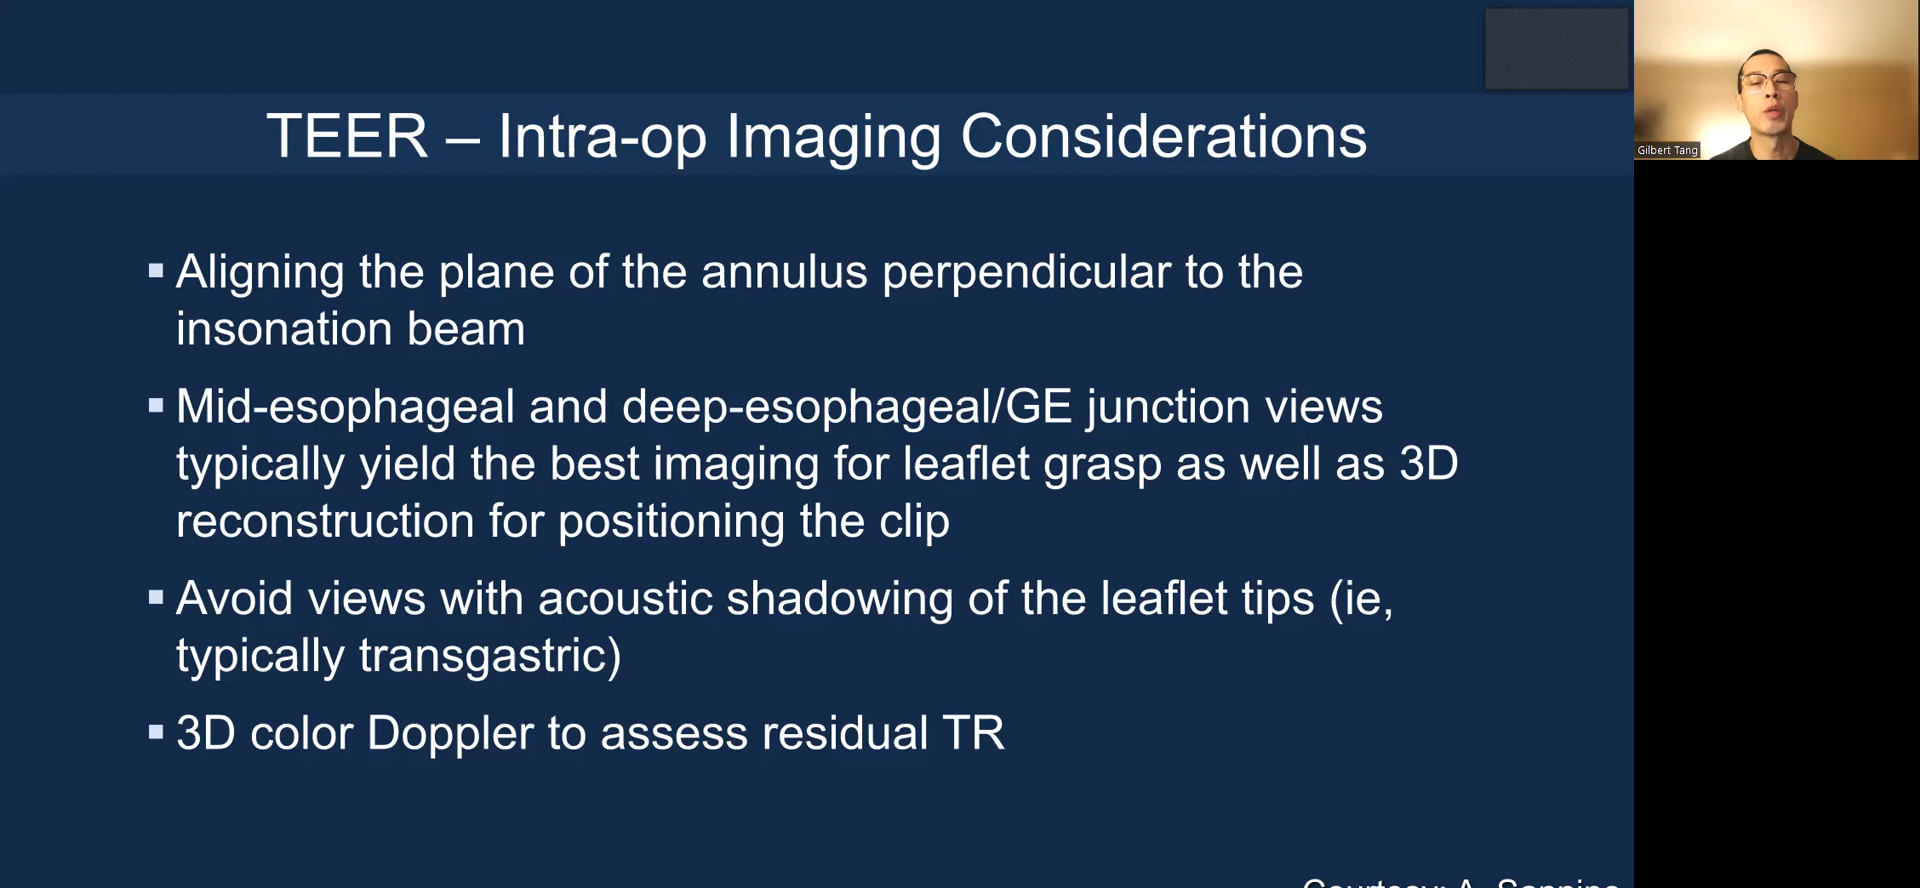 TEER – Intra-op Imaging Considerations
Gilbert Tang
▪ Aligning the plane of the annulus perpendicular to the
insonation beam
▪ Mid-esophageal and deep-esophageal/GE junction views
typically yield the best imaging for leaflet grasp as well as 3D
reconstruction for positioning the clip
▪ Avoid views with acoustic shadowing of the leaflet tips (ie,
typically transgastric)
▪ 3D color Doppler to assess residual TR
Courtesy: A.